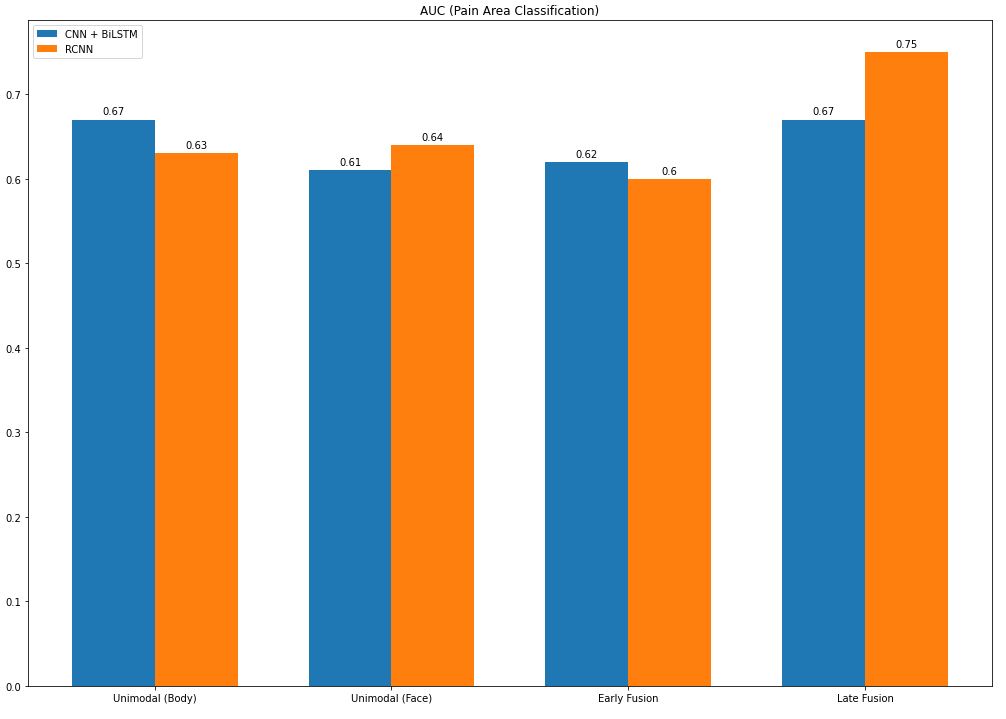 AUC (Pain Area Classification)
CNN + BiLSTM
RCNN
0.75
0.67
0.63
0.61
0.64
0.62
0.6
0.67
0.7
0.6
0.5
0.4
0.3
0.2
0.1
0.0
Unimodal (Body)
Unimodal (Face)
Early Fusion
Late Fusion